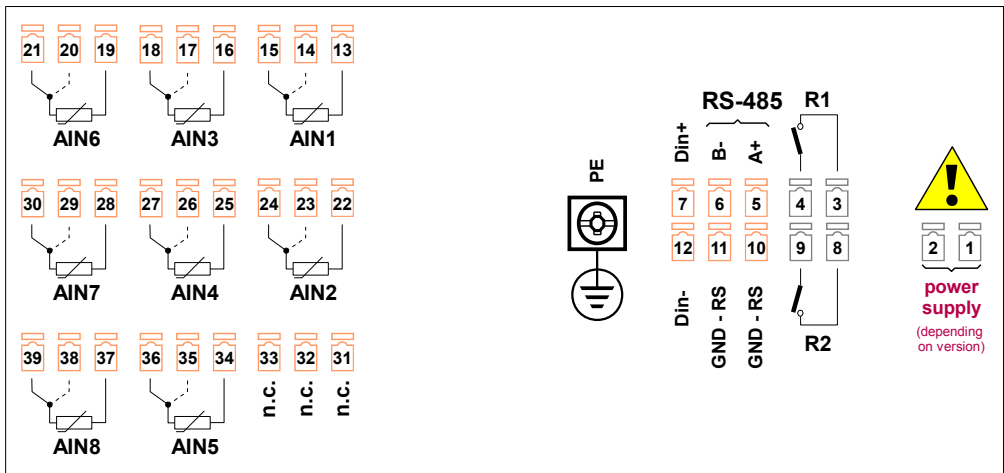 21 20 19 18 17 16 15 14 13
AIN6 AIN3 AIN1
30 29 28 27 26 25 24 23 22
AIN7 AIN4 AIN2
39 38 37 36 35 34 33 32 31
n.c. n.c. n.c.
AIN8 AIN5
PE
RS-485 R1
Din+ B- A+
7 6 5 4 3
12 11 10 9 8
Din- GND - RS GND - RS
R2
!
2 1
power
supply
(depending
on version)